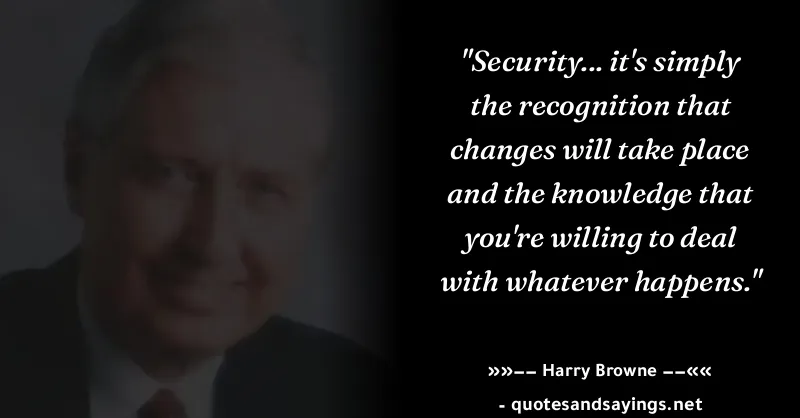 "Security... it's simply
the recognition that
changes will take place
and the knowledge that
you're willing to deal
with whatever happens."
»»−− Harry Browne −−««
- quotesandsayings.net